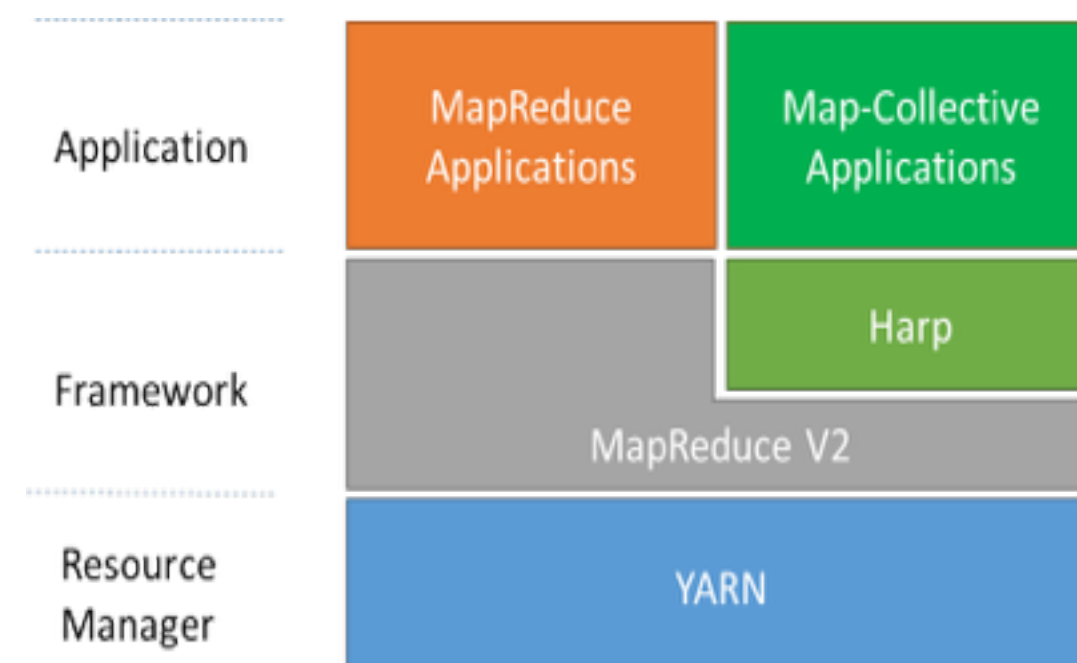 Application
MapReduce
Applications
Map-Collective
Applications
Framework
Harp
MapReduce V2
Resource
Manager
YARN